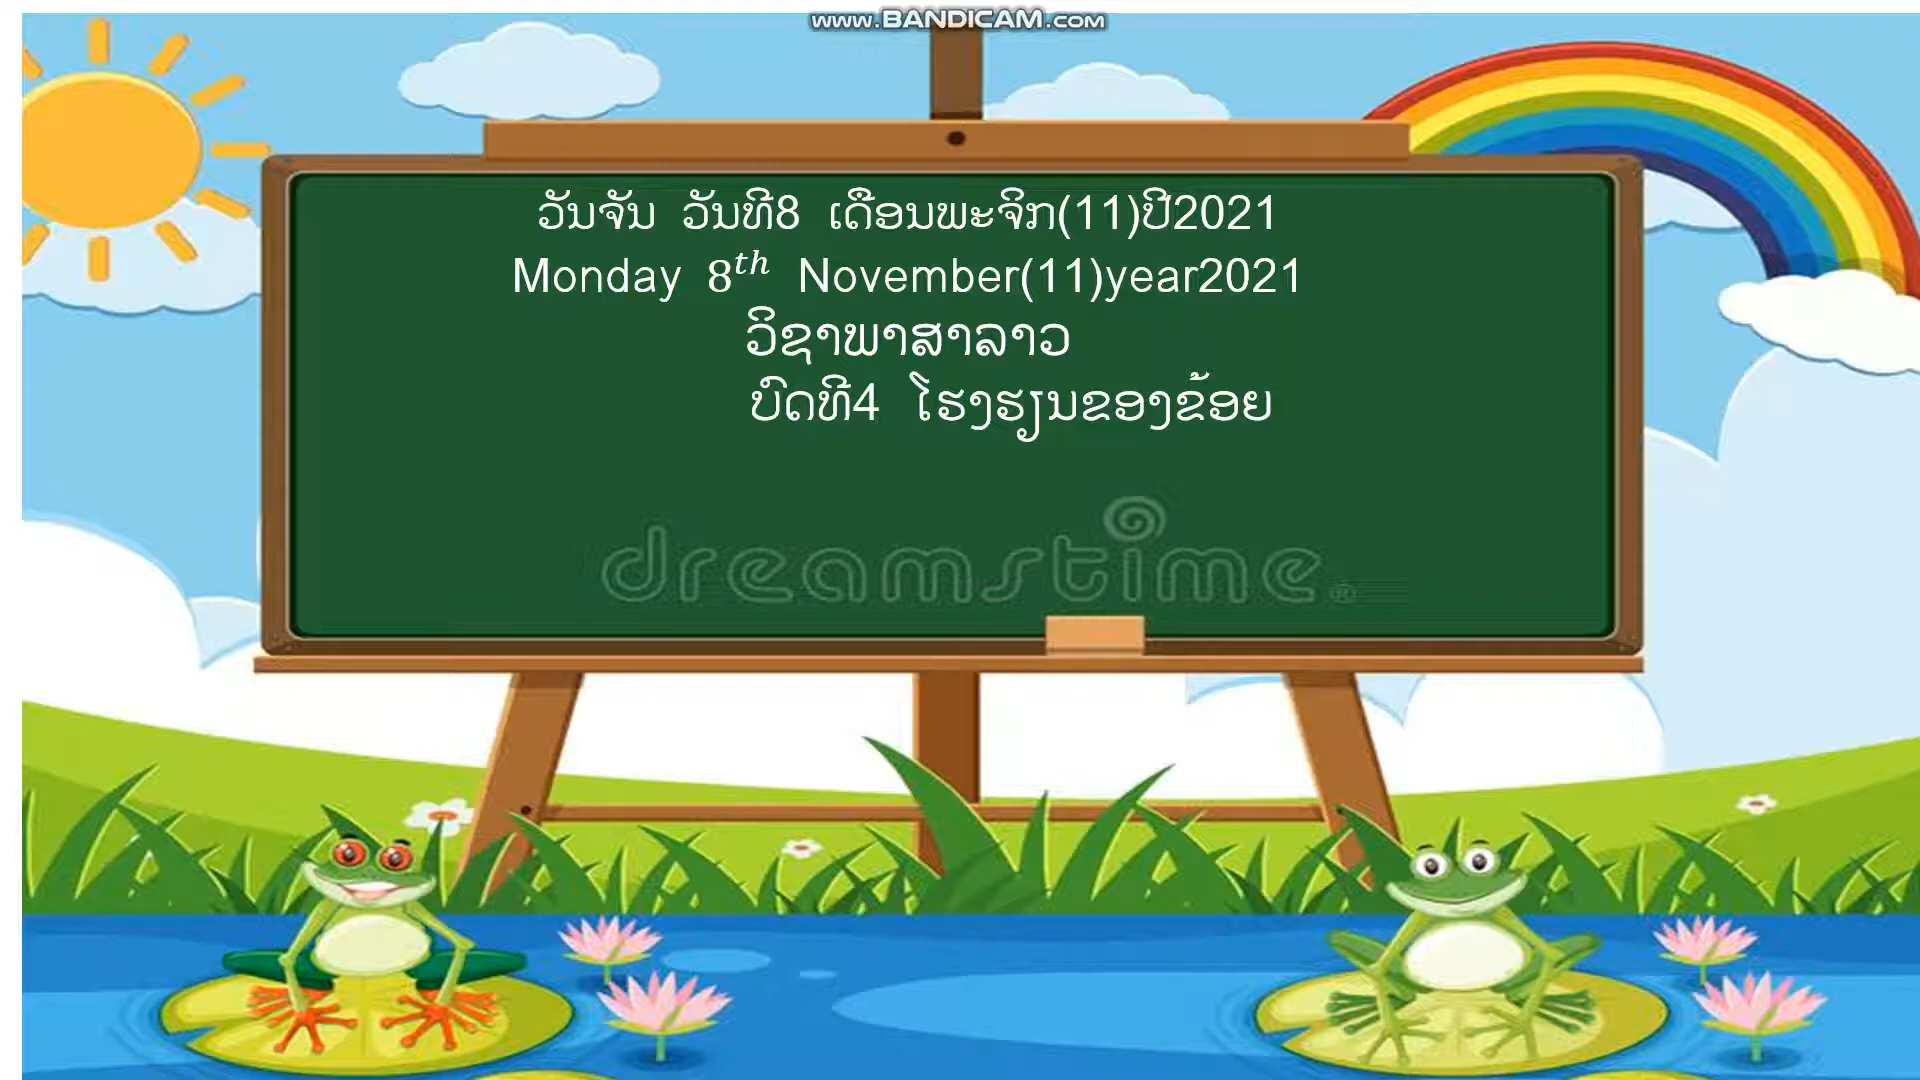 www.BANDICAM.com
ວັນຈັນ ວັນທີ8 ເດືອນພະຈິກ(11)ປີ2021
Monday 8th November(11)year2021
ວິຊາພາສາລາວ
ບົດທີ4 ໂຮງຮຽນຂອງຂ້ອຍ
dreamstime®